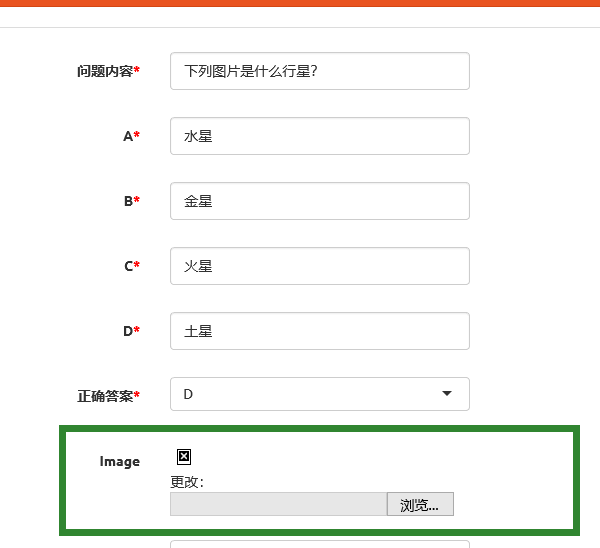 问题内容* 下列图片是什么行星？
A* 水星
B* 金星
C* 火星
D* 土星
正确答案* D
Image
更改：
浏览...